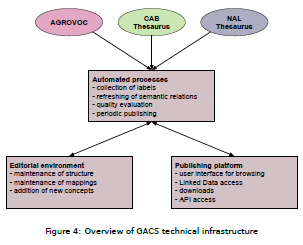 AGROVOC
CAB
Thesaurus
NAL
Thesaurus
Automated processes
- collection of labels
- refreshing of semantic relations
- quality evaluation
- periodic publishing
Editorial environment
- maintenance of structure
- maintenance of mappings
- addition of new concepts
Publishing platform
- user interface for browsing
- Linked Data access
- downloads
- API access
Figure 4: Overview of GACS technical infrastructure